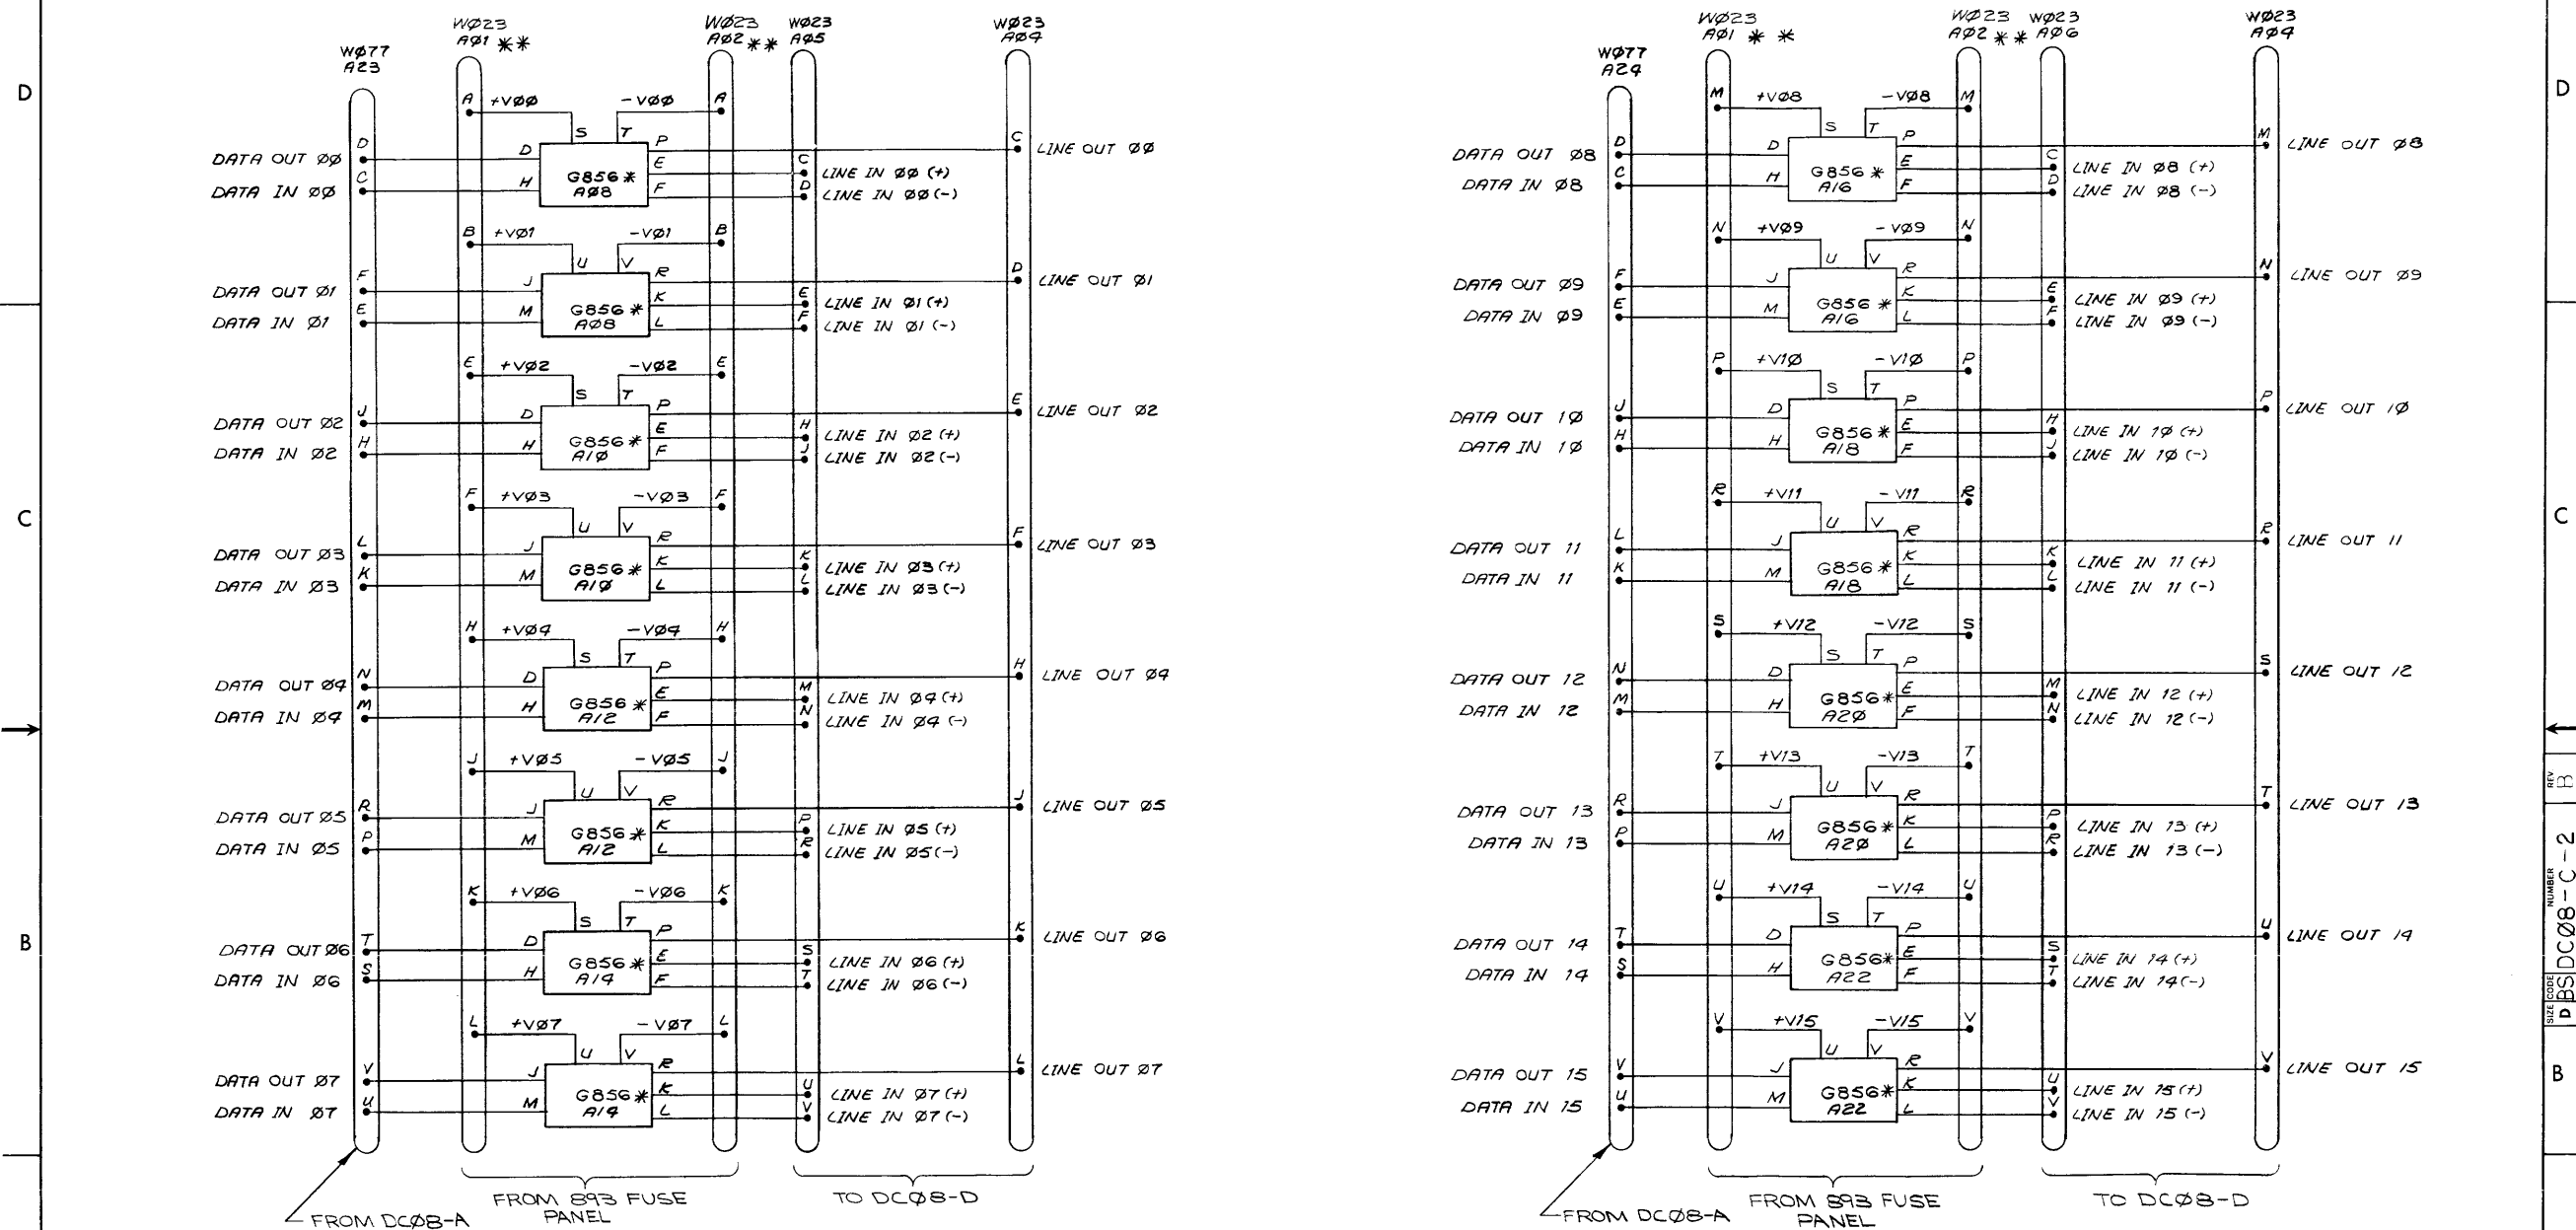 WØ77
A23
WØ23
AØ1 **
WØ23
AØ2 **
WØ23
AØ5
WØ23
AØ4
D
A +VØØ -VØØ A
S T
DATA OUT ØØ D D P C LINE OUT ØØ
E C LINE IN ØØ (+)
DATA IN ØØ C H G856* F D LINE IN ØØ (-)
AØ8
B +VØ1 -VØ1 B
U V
DATA OUT Ø1 F J R D LINE OUT Ø1
K E LINE IN Ø1 (+)
DATA IN Ø1 E M G856* L F LINE IN Ø1 (-)
AØ8
E +VØ2 -VØ2 E
S T
DATA OUT Ø2 J D P E LINE OUT Ø2
E H LINE IN Ø2 (+)
DATA IN Ø2 H H G856* F J LINE IN Ø2 (-)
A1Ø
C
F +VØ3 -VØ3 F
U V
DATA OUT Ø3 L J R F LINE OUT Ø3
K K LINE IN Ø3 (+)
DATA IN Ø3 K M G856* L L LINE IN Ø3 (-)
A1Ø
H +VØ4 -VØ4 H
S T
DATA OUT Ø4 N D P H LINE OUT Ø4
E M LINE IN Ø4 (+)
DATA IN Ø4 M H G856* F N LINE IN Ø4 (-)
A12
J +VØ5 -VØ5 J
U V
DATA OUT Ø5 R J R J LINE OUT Ø5
K P LINE IN Ø5 (+)
DATA IN Ø5 P M G856* L R LINE IN Ø5 (-)
A12
B
K +VØ6 -VØ6 K
S T
DATA OUT Ø6 T D P K LINE OUT Ø6
E S LINE IN Ø6 (+)
DATA IN Ø6 S H G856* F T LINE IN Ø6 (-)
A14
L +VØ7 -VØ7 L
U V
DATA OUT Ø7 V J R L LINE OUT Ø7
K U LINE IN Ø7 (+)
DATA IN Ø7 U M G856* L V LINE IN Ø7 (-)
A14
FROM DCØ8-A
FROM 893 FUSE
PANEL
TO DCØ8-D
WØ77
A24
WØ23
AØ1 * *
WØ23
AØ2 **
WØ23
AØ6
WØ23
AØ4
D
M +VØ8 -VØ8 M
S T
DATA OUT Ø8 D D P M LINE OUT Ø8
E C LINE IN Ø8 (+)
DATA IN Ø8 C H G856* F D LINE IN Ø8 (-)
A16
N +VØ9 -VØ9 N
U V
DATA OUT Ø9 F J R N LINE OUT Ø9
K E LINE IN Ø9 (+)
DATA IN Ø9 E M G856* L F LINE IN Ø9 (-)
A16
P +V1Ø -V1Ø P
S T
DATA OUT 1Ø J D P P LINE OUT 1Ø
E H LINE IN 1Ø (+)
DATA IN 1Ø H H G856* F J LINE IN 1Ø (-)
A18
C
R +V11 -V11 R
U V
DATA OUT 11 L J R R LINE OUT 11
K K LINE IN 11 (+)
DATA IN 11 K M G856* L L LINE IN 11 (-)
A18
S +V12 -V12 S
S T
DATA OUT 12 N D P S LINE OUT 12
E M LINE IN 12 (+)
DATA IN 12 M H G856* F N LINE IN 12 (-)
A2Ø
T +V13 -V13 T
U V
DATA OUT 13 R J R T LINE OUT 13
K P LINE IN 13 (+)
DATA IN 13 P M G856* L R LINE IN 13 (-)
A2Ø
U +V14 -V14 U
S T
DATA OUT 14 T D P U LINE OUT 14
E S LINE IN 14 (+)
DATA IN 14 S H G856* F T LINE IN 14 (-)
A22
V +V15 -V15 V
U V
DATA OUT 15 V J R V LINE OUT 15
K U LINE IN 15 (+)
DATA IN 15 U M G856* L V LINE IN 15 (-)
A22
B
FROM DCØ8-A
FROM 893 FUSE
PANEL
TO DCØ8-D
SIZE CODE NUMBER REV
D BS DCØ8-C-2 B